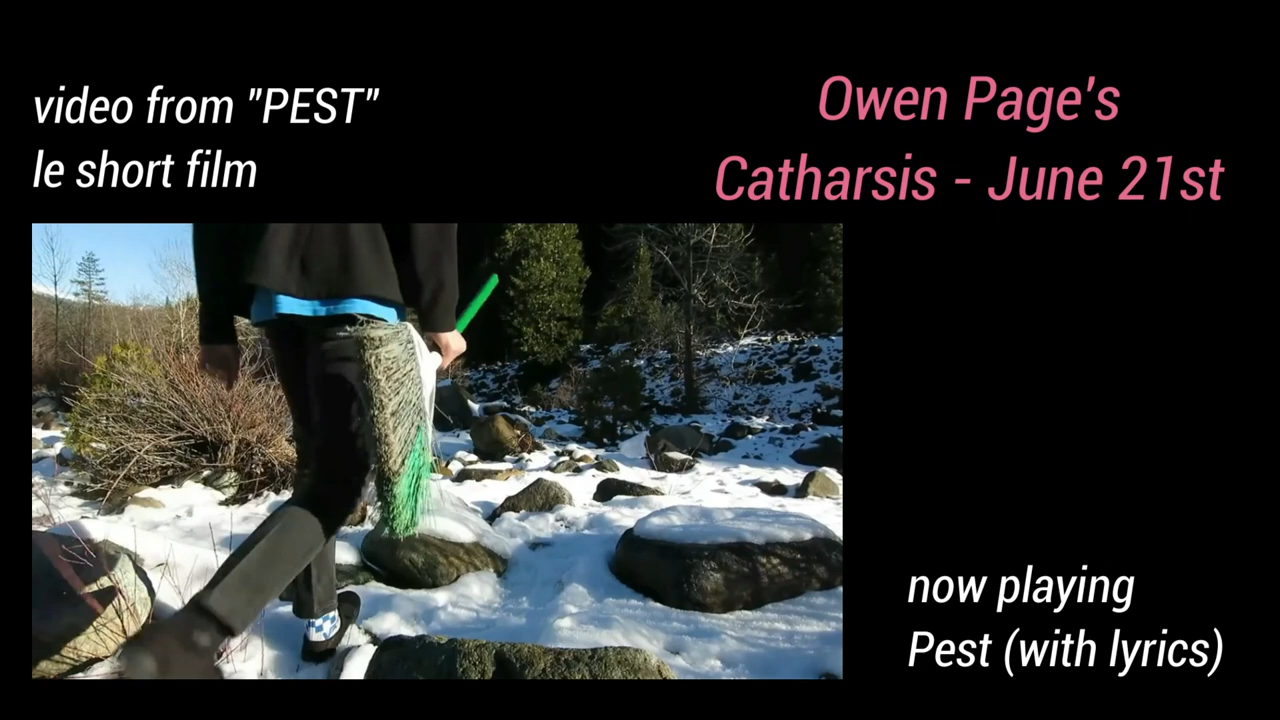 video from "PEST"
le short film
Owen Page's
Catharsis - June 21st
now playing
Pest (with lyrics)